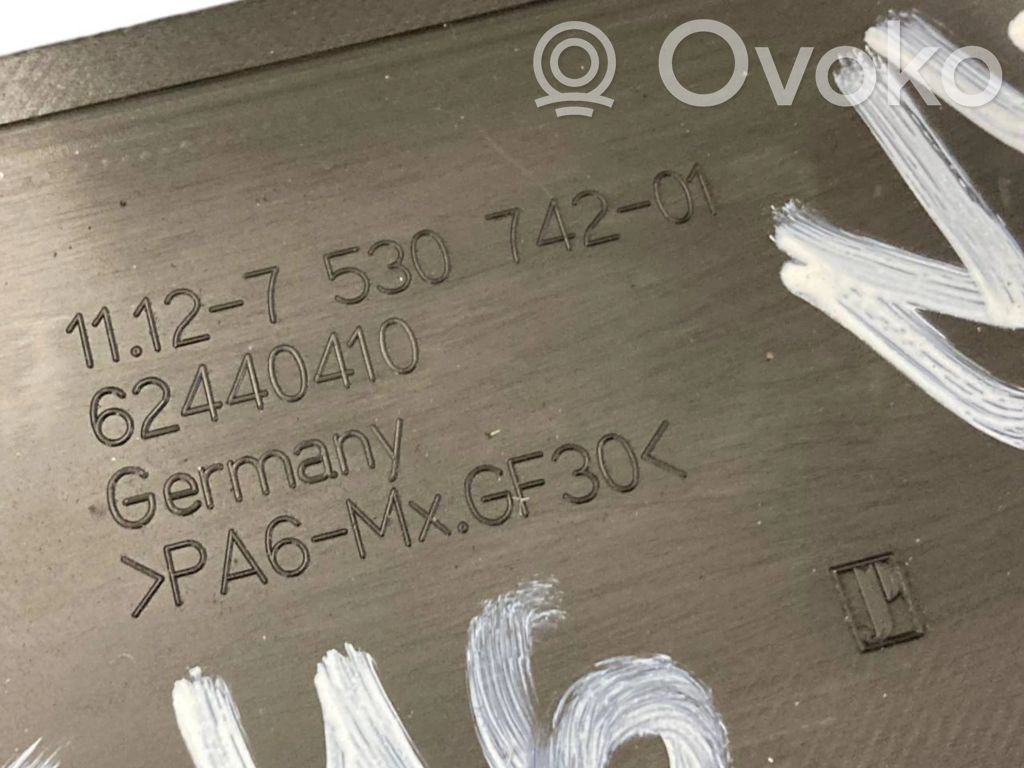 Ovoko
11.12-7 530 742-01
62440410
Germany
>PA6-Mx.GF30<